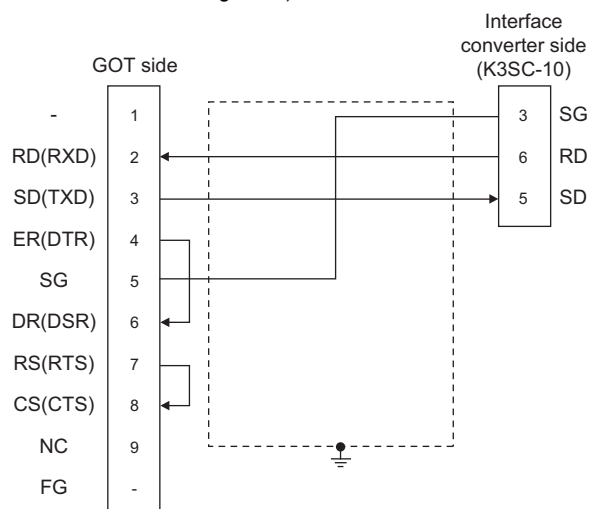 Interface
converter side
(K3SC-10)
GOT side
- 1
RD(RXD) 2
SD(TXD) 3
ER(DTR) 4
SG 5
DR(DSR) 6
RS(RTS) 7
CS(CTS) 8
NC 9
FG -
3 SG
6 RD
5 SD